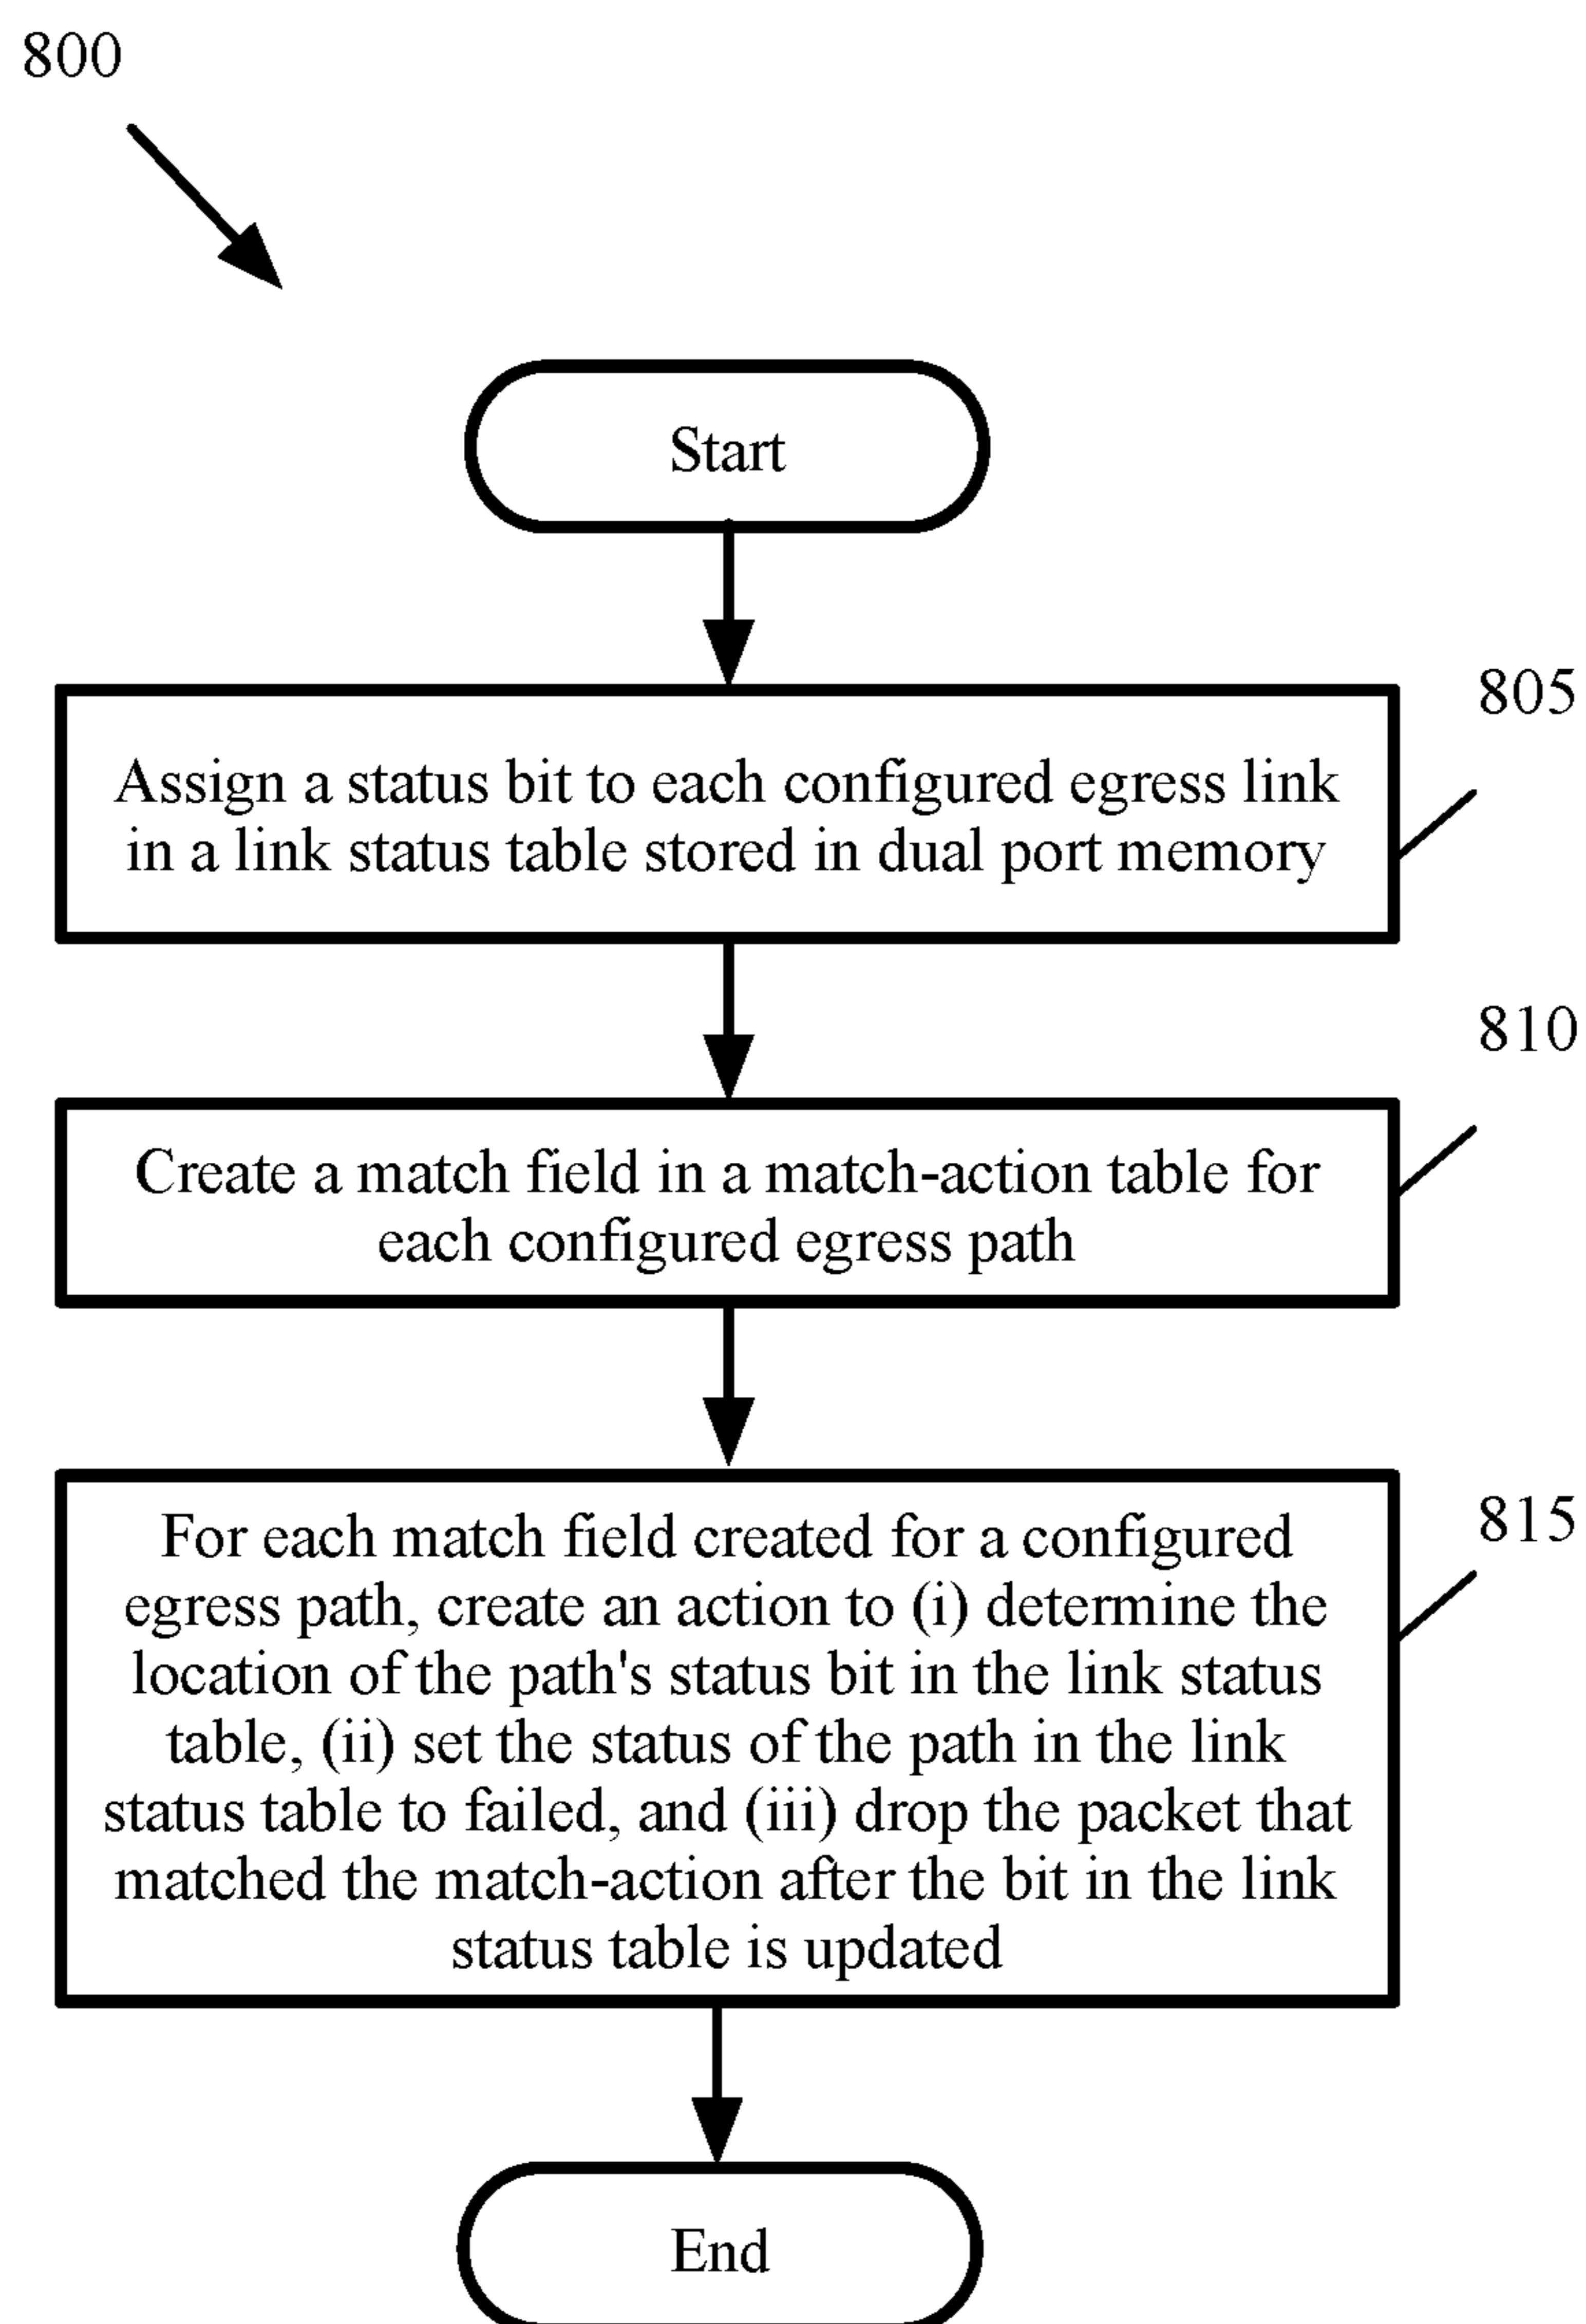 800
Start
805
Assign a status bit to each configured egress link
in a link status table stored in dual port memory
810
Create a match field in a match-action table for
each configured egress path
815
For each match field created for a configured
egress path, create an action to (i) determine the
location of the path's status bit in the link status
table, (ii) set the status of the path in the link
status table to failed, and (iii) drop the packet that
matched the match-action after the bit in the link
status table is updated
End